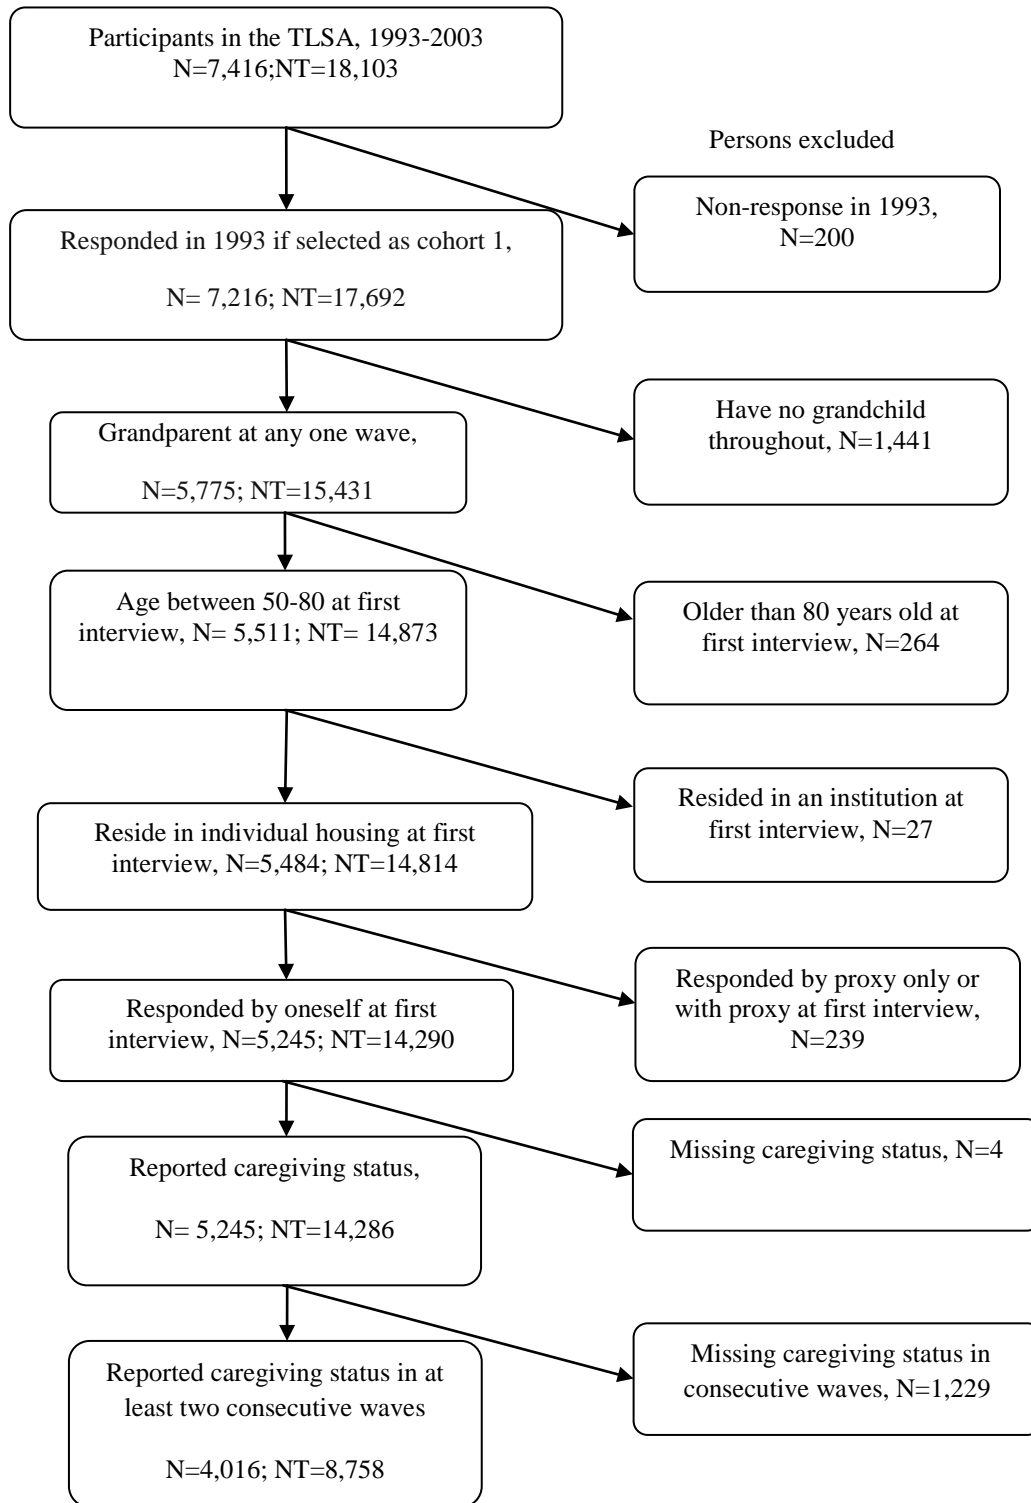 Participants in the TLSA, 1993-2003
N=7,416;NT=18,103
Persons excluded
Non-response in 1993,
N=200
Responded in 1993 if selected as cohort 1,
N= 7,216; NT=17,692
Have no grandchild
throughout, N=1,441
Grandparent at any one wave,
N=5,775; NT=15,431
Age between 50-80 at first
interview, N= 5,511; NT= 14,873
Older than 80 years old at
first interview, N=264
Resided in an institution at
first interview, N=27
Reside in individual housing at first
interview, N=5,484; NT=14,814
Responded by proxy only or
with proxy at first interview,
N=239
Responded by oneself at first
interview, N=5,245; NT=14,290
Missing caregiving status, N=4
Reported caregiving status,
N= 5,245; NT=14,286
Missing caregiving status in
consecutive waves, N=1,229
Reported caregiving status in at
least two consecutive waves
N=4,016; NT=8,758